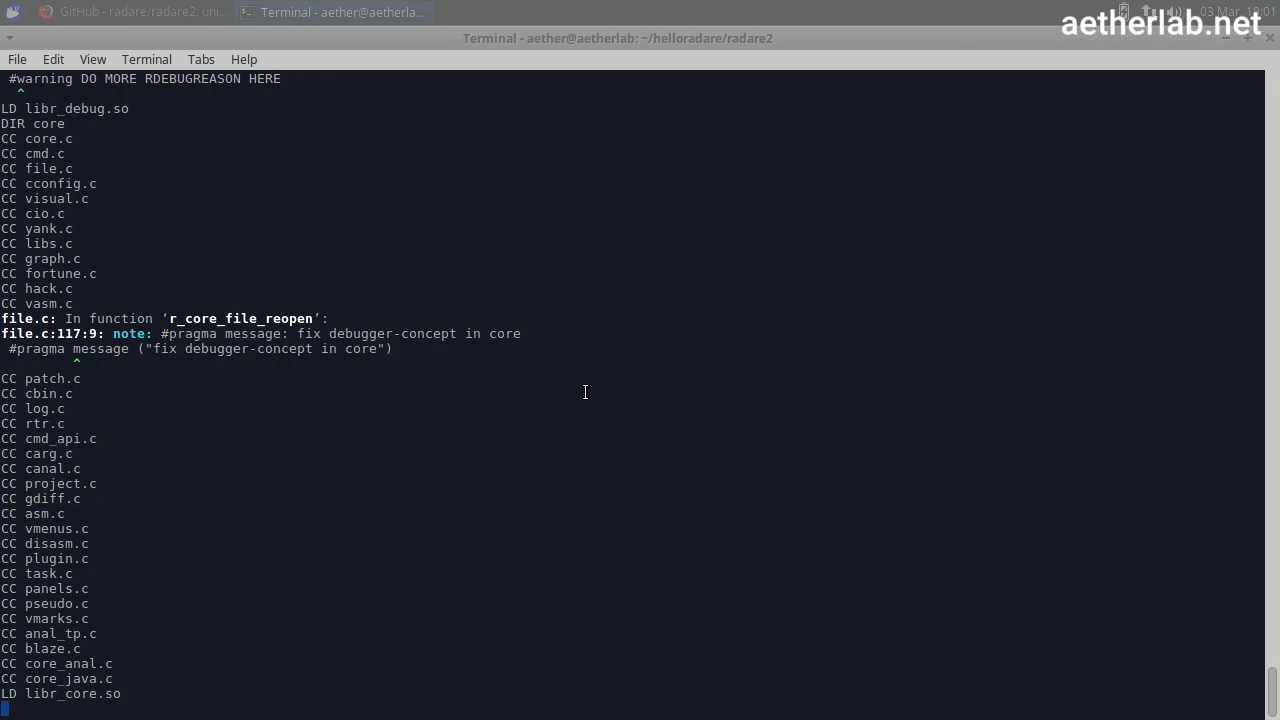 GitHub - radare/radare2: uni...
Terminal - aether@aetherla...
03 Mar, 19:01
aetherlab.net
Terminal - aether@aetherlab: ~/helloradare/radare2
File Edit View Terminal Tabs Help
#warning DO MORE RDEBUGREASON HERE
^
LD libr_debug.so
DIR core
CC core.c
CC cmd.c
CC file.c
CC cconfig.c
CC visual.c
CC cio.c
CC yank.c
CC libs.c
CC graph.c
CC fortune.c
CC hack.c
CC vasm.c
file.c: In function ‘r_core_file_reopen’:
file.c:117:9: note: #pragma message: fix debugger-concept in core
#pragma message ("fix debugger-concept in core")
^
CC patch.c
CC cbin.c
CC log.c
CC rtr.c
CC cmd_api.c
CC carg.c
CC canal.c
CC project.c
CC gdiff.c
CC asm.c
CC vmenus.c
CC disasm.c
CC plugin.c
CC task.c
CC panels.c
CC pseudo.c
CC vmarks.c
CC anal_tp.c
CC blaze.c
CC core_anal.c
CC core_java.c
LD libr_core.so